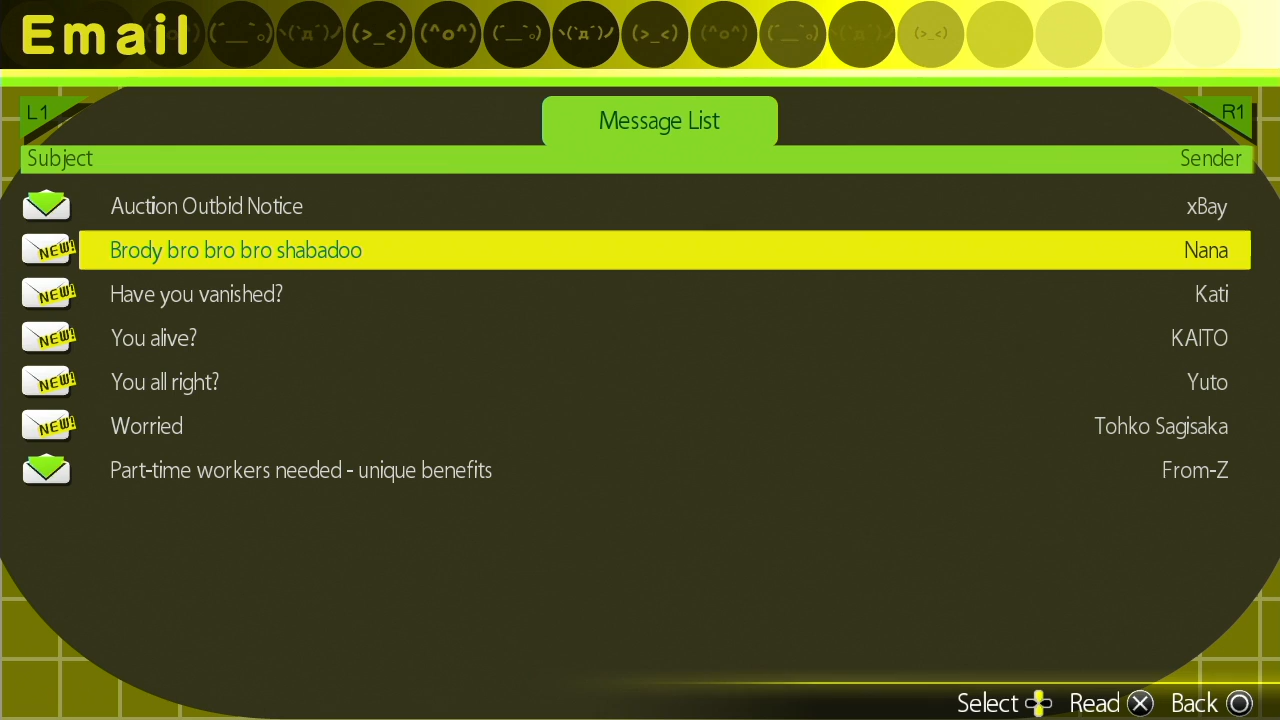 Email
L1
Message List
R1
Subject Sender
Auction Outbid Notice xBay
NEW! Brody bro bro bro shabadoo Nana
NEW! Have you vanished? Kati
NEW! You alive? KAITO
NEW! You all right? Yuto
NEW! Worried Tohko Sagisaka
Part-time workers needed - unique benefits From-Z
Select Read Back